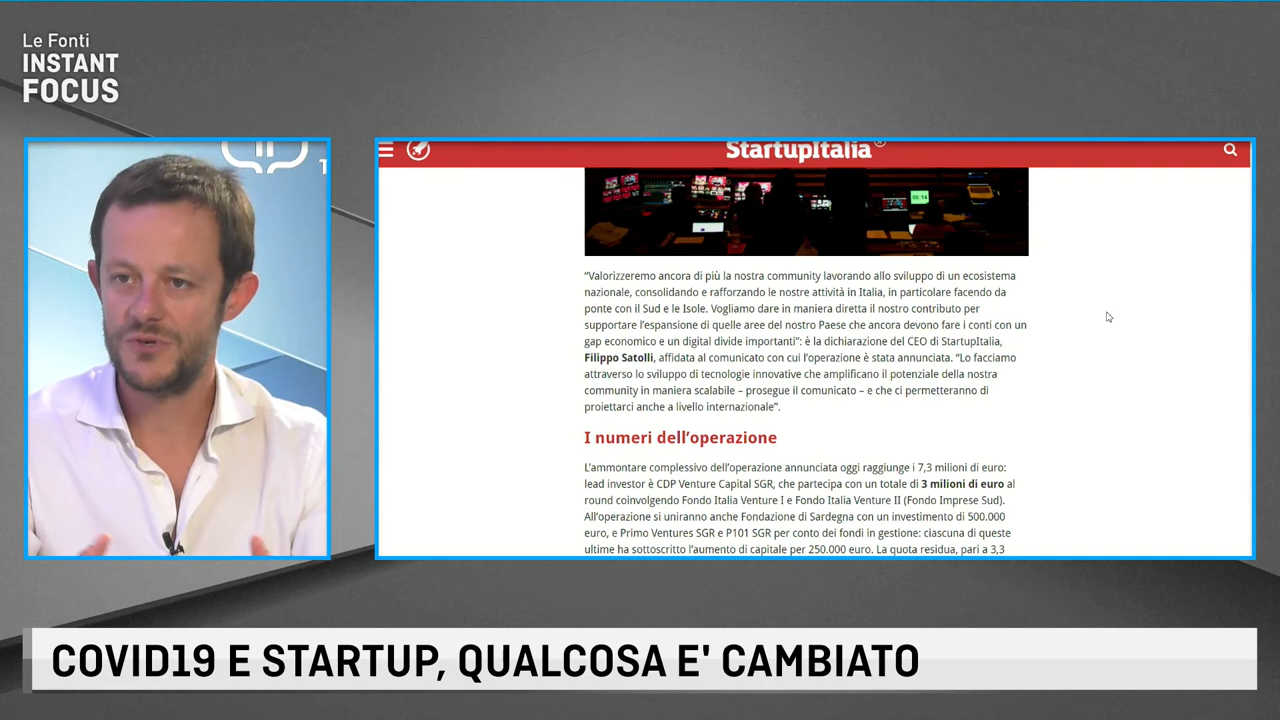 Le Fonti
INSTANT
FOCUS
StartupItalia
06:14
“Valorizzeremo ancora di più la nostra community lavorando allo sviluppo di un ecosistema
nazionale, consolidando e rafforzando le nostre attività in Italia, in particolare facendo da
ponte con il Sud e le Isole. Vogliamo dare in maniera diretta il nostro contributo per
supportare l’espansione di quelle aree del nostro Paese che ancora devono fare i conti con un
gap economico e un digital divide importanti”: è la dichiarazione del CEO di StartupItalia,
Filippo Satolli, affidata al comunicato con cui l’operazione è stata annunciata. “Lo facciamo
attraverso lo sviluppo di tecnologie innovative che amplificano il potenziale della nostra
community in maniera scalabile – prosegue il comunicato – e che ci permetteranno di
proiettarci anche a livello internazionale”.
I numeri dell’operazione
L’ammontare complessivo dell’operazione annunciata oggi raggiunge i 7,3 milioni di euro:
lead investor è CDP Venture Capital SGR, che partecipa con un totale di 3 milioni di euro al
round coinvolgendo Fondo Italia Venture I e Fondo Italia Venture II (Fondo Imprese Sud).
All’operazione si uniranno anche Fondazione di Sardegna con un investimento di 500.000
euro, e Primo Ventures SGR e P101 SGR per conto dei fondi in gestione: ciascuna di queste
ultime ha sottoscritto l’aumento di capitale per 250.000 euro. La quota residua, pari a 3,3
COVID19 E STARTUP, QUALCOSA E' CAMBIATO